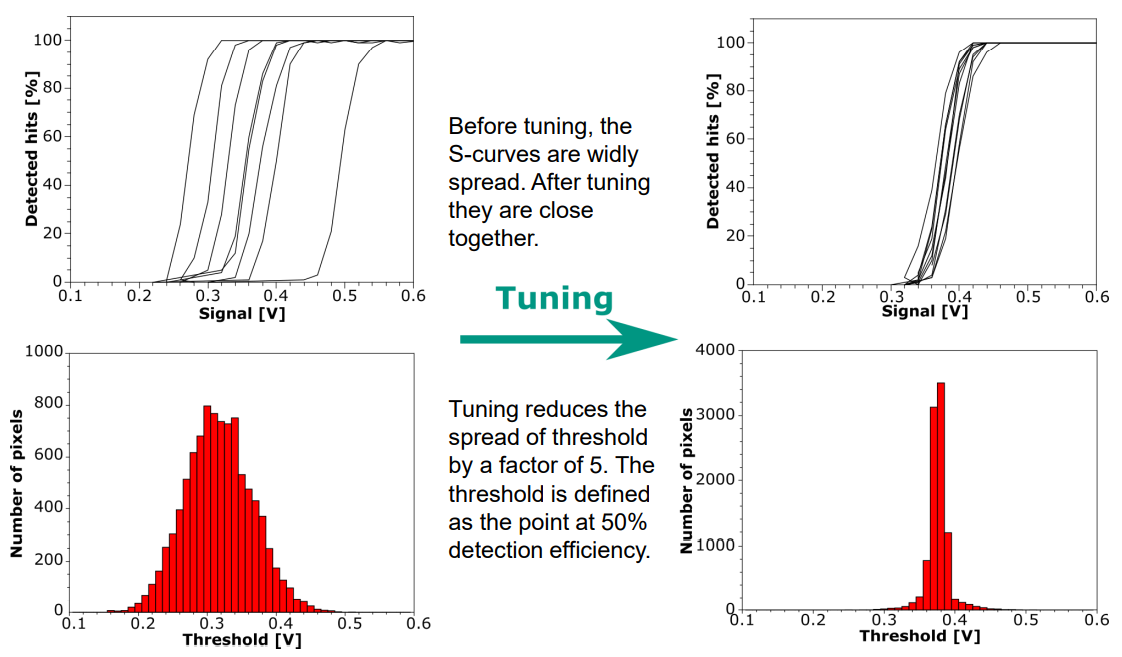 100
80
60
40
20
0
Detected hits [%]
0.1 0.2 0.3 0.4 0.5 0.6
Signal [V]
Before tuning, the
S-curves are widly
spread. After tuning
they are close
together.
100
80
60
40
20
0
Detected hits [%]
0.1 0.2 0.3 0.4 0.5 0.6
Signal [V]
Tuning
1000
800
600
400
200
0
Number of pixels
0.1 0.2 0.3 0.4 0.5 0.6
Threshold [V]
Tuning reduces the
spread of threshold
by a factor of 5. The
threshold is defined
as the point at 50%
detection efficiency.
4000
3000
2000
1000
0
Number of pixels
0.1 0.2 0.3 0.4 0.5 0.6
Threshold [V]